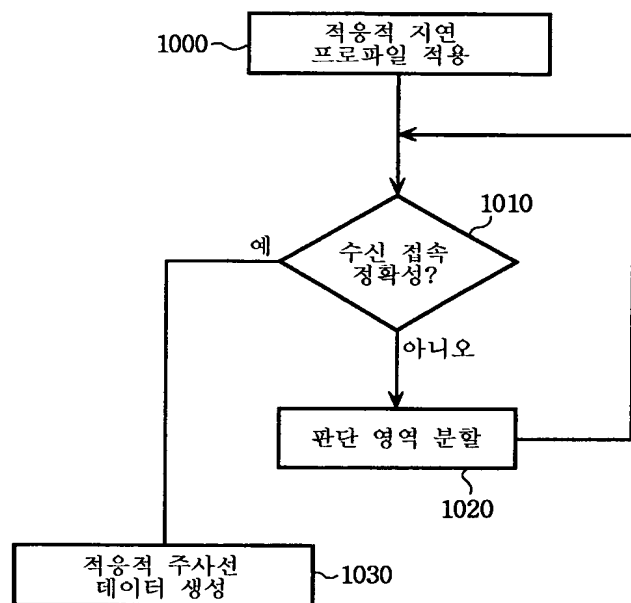 1000
적응적 지연
프로파일 적용
1010
예
수신 접속
정확성?
아니오
판단 영역 분할
1020
적응적 주사선
데이터 생성
1030